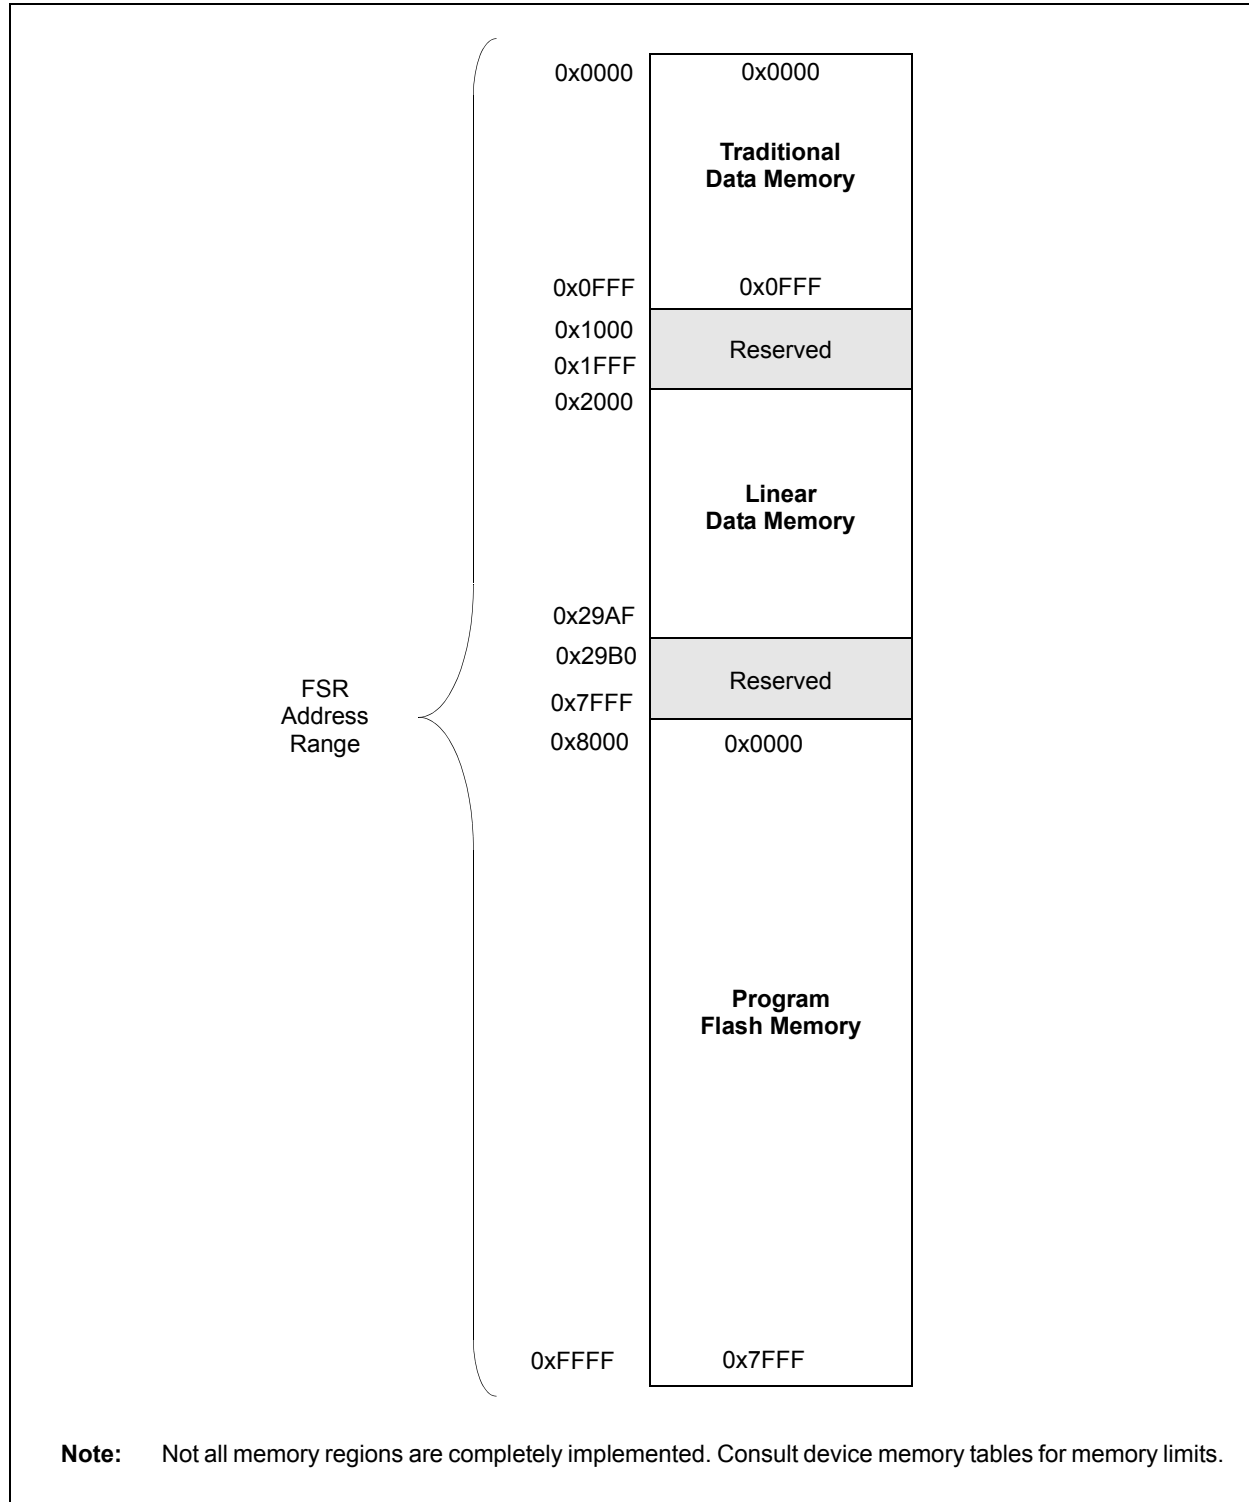 0x0000 0x0000
Traditional
Data Memory
0x0FFF 0x0FFF
0x1000
Reserved
0x1FFF
0x2000
Linear
Data Memory
0x29AF
0x29B0
Reserved
0x7FFF
FSR
Address
Range
0x8000 0x0000
Program
Flash Memory
0xFFFF 0x7FFF
Note: Not all memory regions are completely implemented. Consult device memory tables for memory limits.